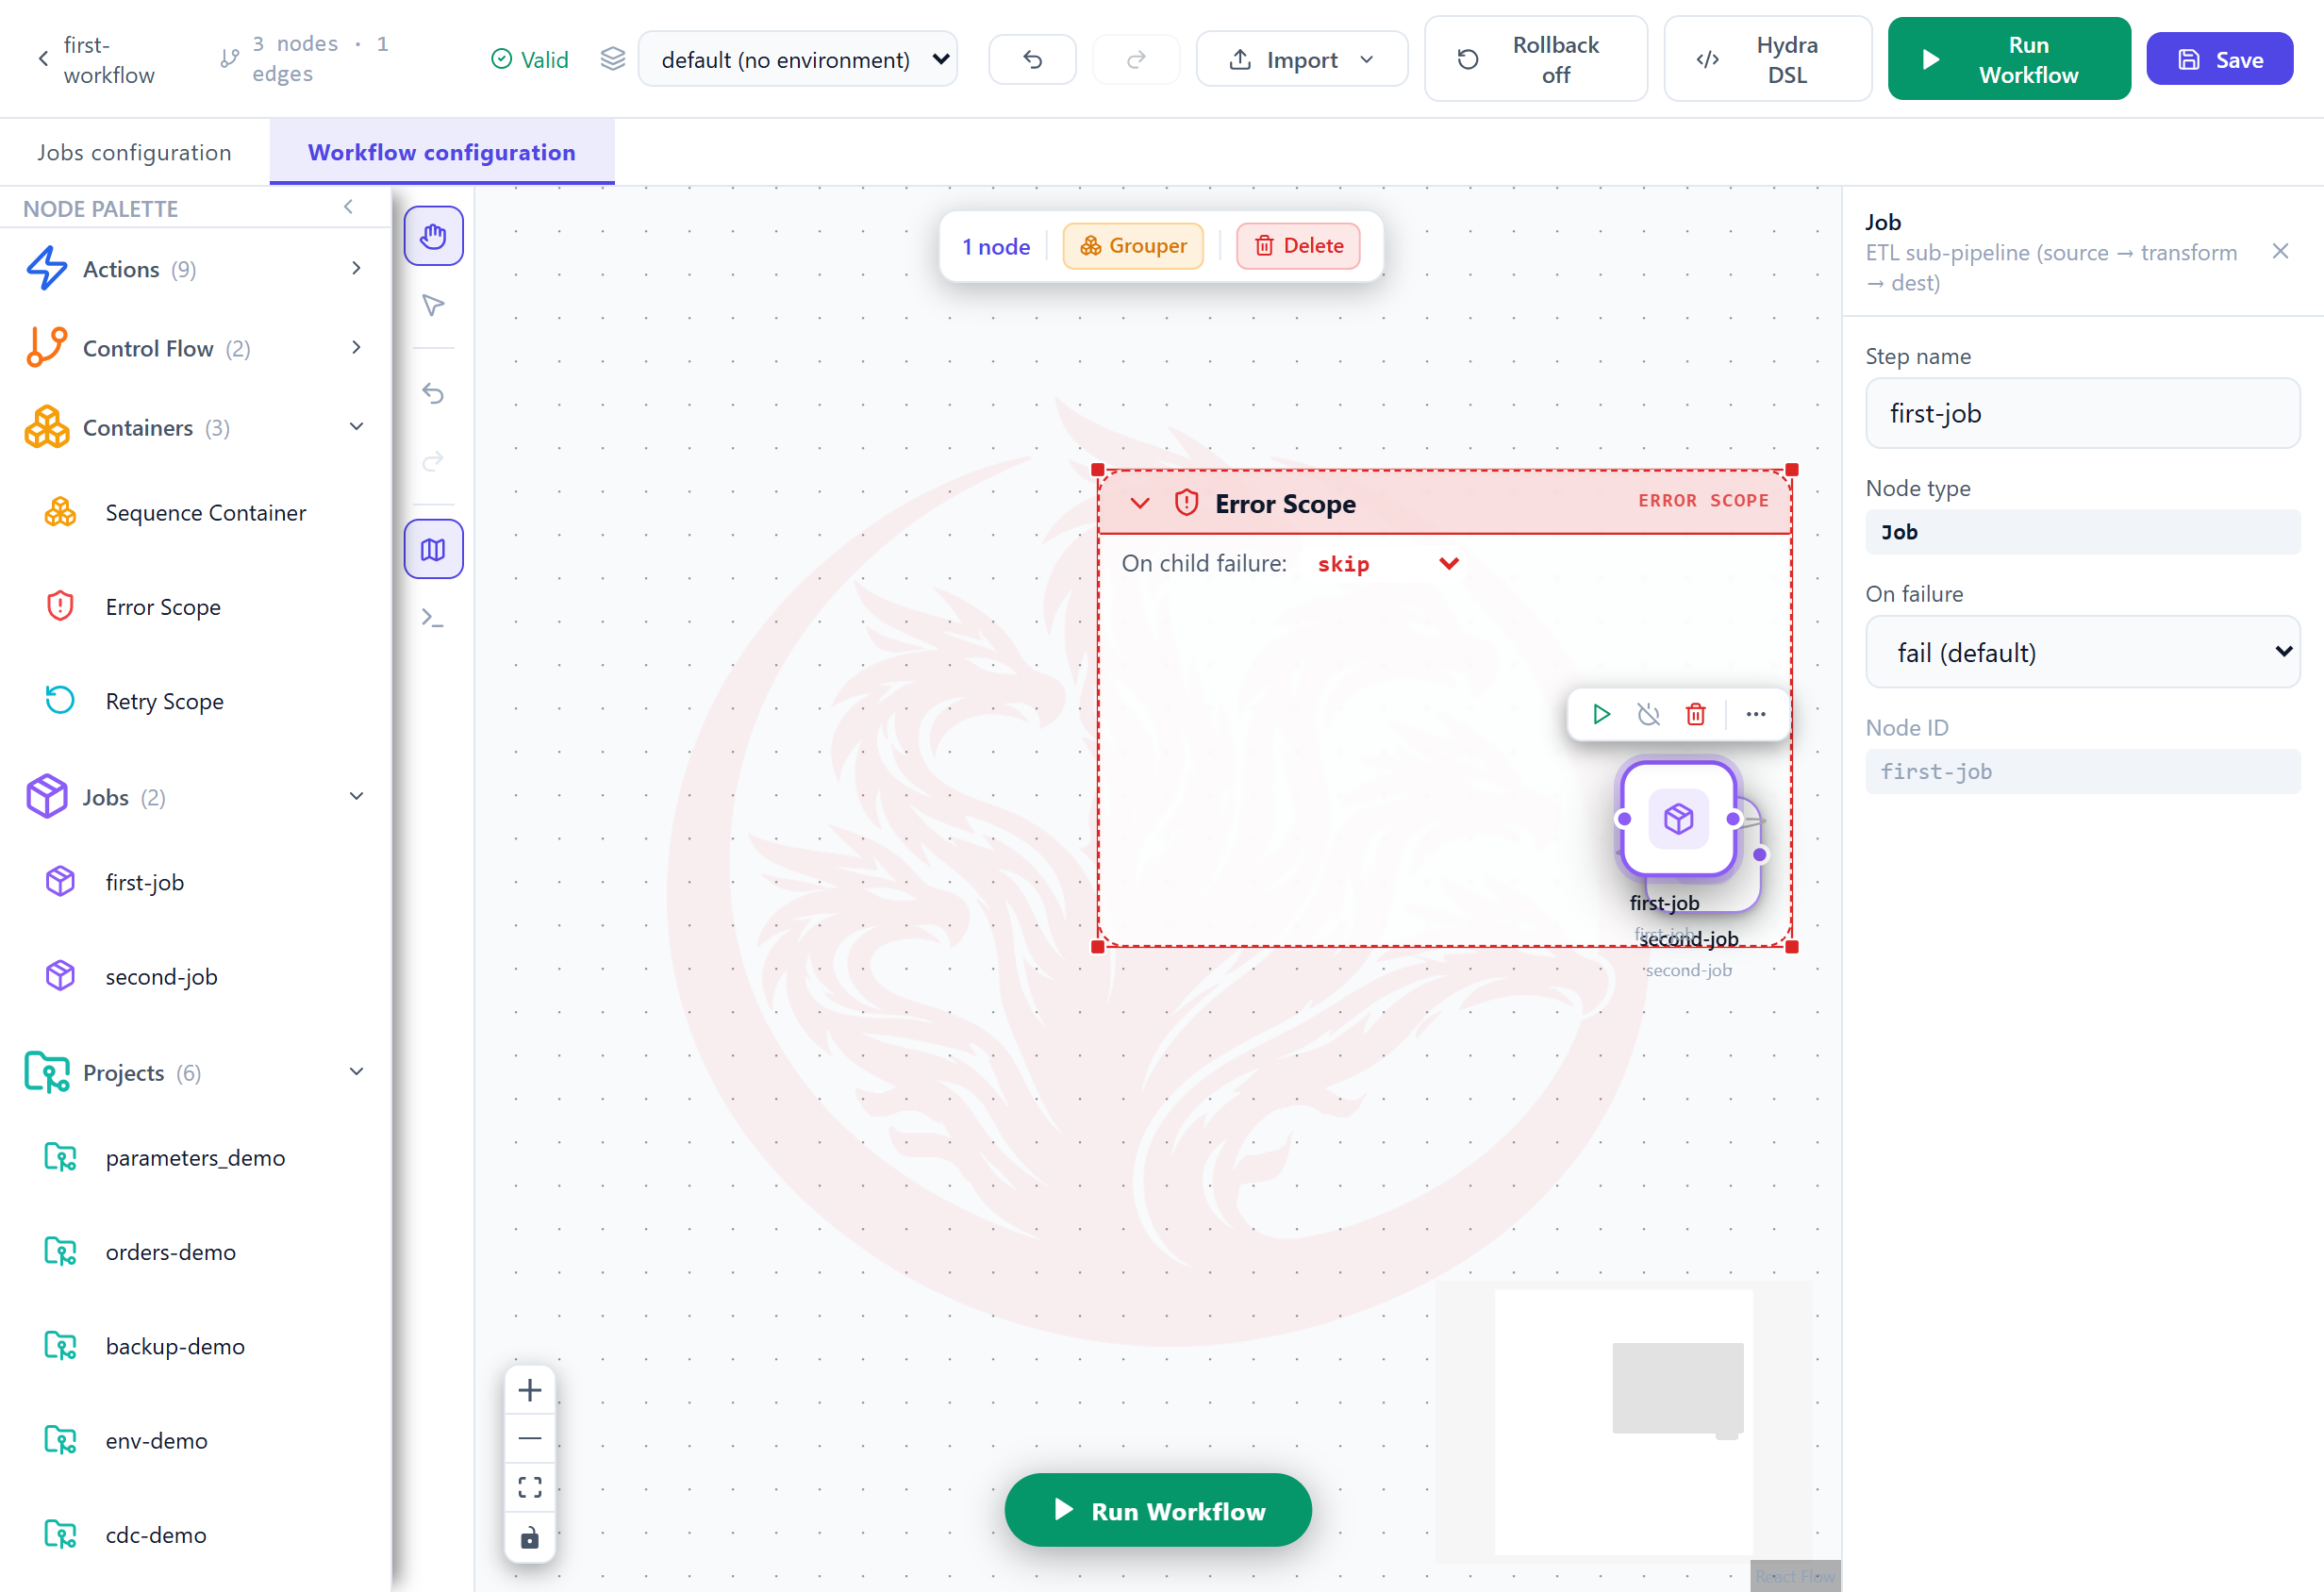 first-
workflow
3 nodes · 1
edges
Valid
default (no environment)
Import
Rollback
off
Hydra
DSL
Run
Workflow
Save
Jobs configuration
Workflow configuration
NODE PALETTE
Actions (9)
Control Flow (2)
Containers (3)
Sequence Container
Error Scope
Retry Scope
Jobs (2)
first-job
second-job
Projects (6)
parameters_demo
orders-demo
backup-demo
env-demo
cdc-demo
1 node
Grouper
Delete
Error Scope
ERROR SCOPE
On child failure: skip
first-job
first-job
second-job
second-job
Run Workflow
React Flow
Job
ETL sub-pipeline (source → transform
→ dest)
Step name
first-job
Node type
Job
On failure
fail (default)
Node ID
first-job